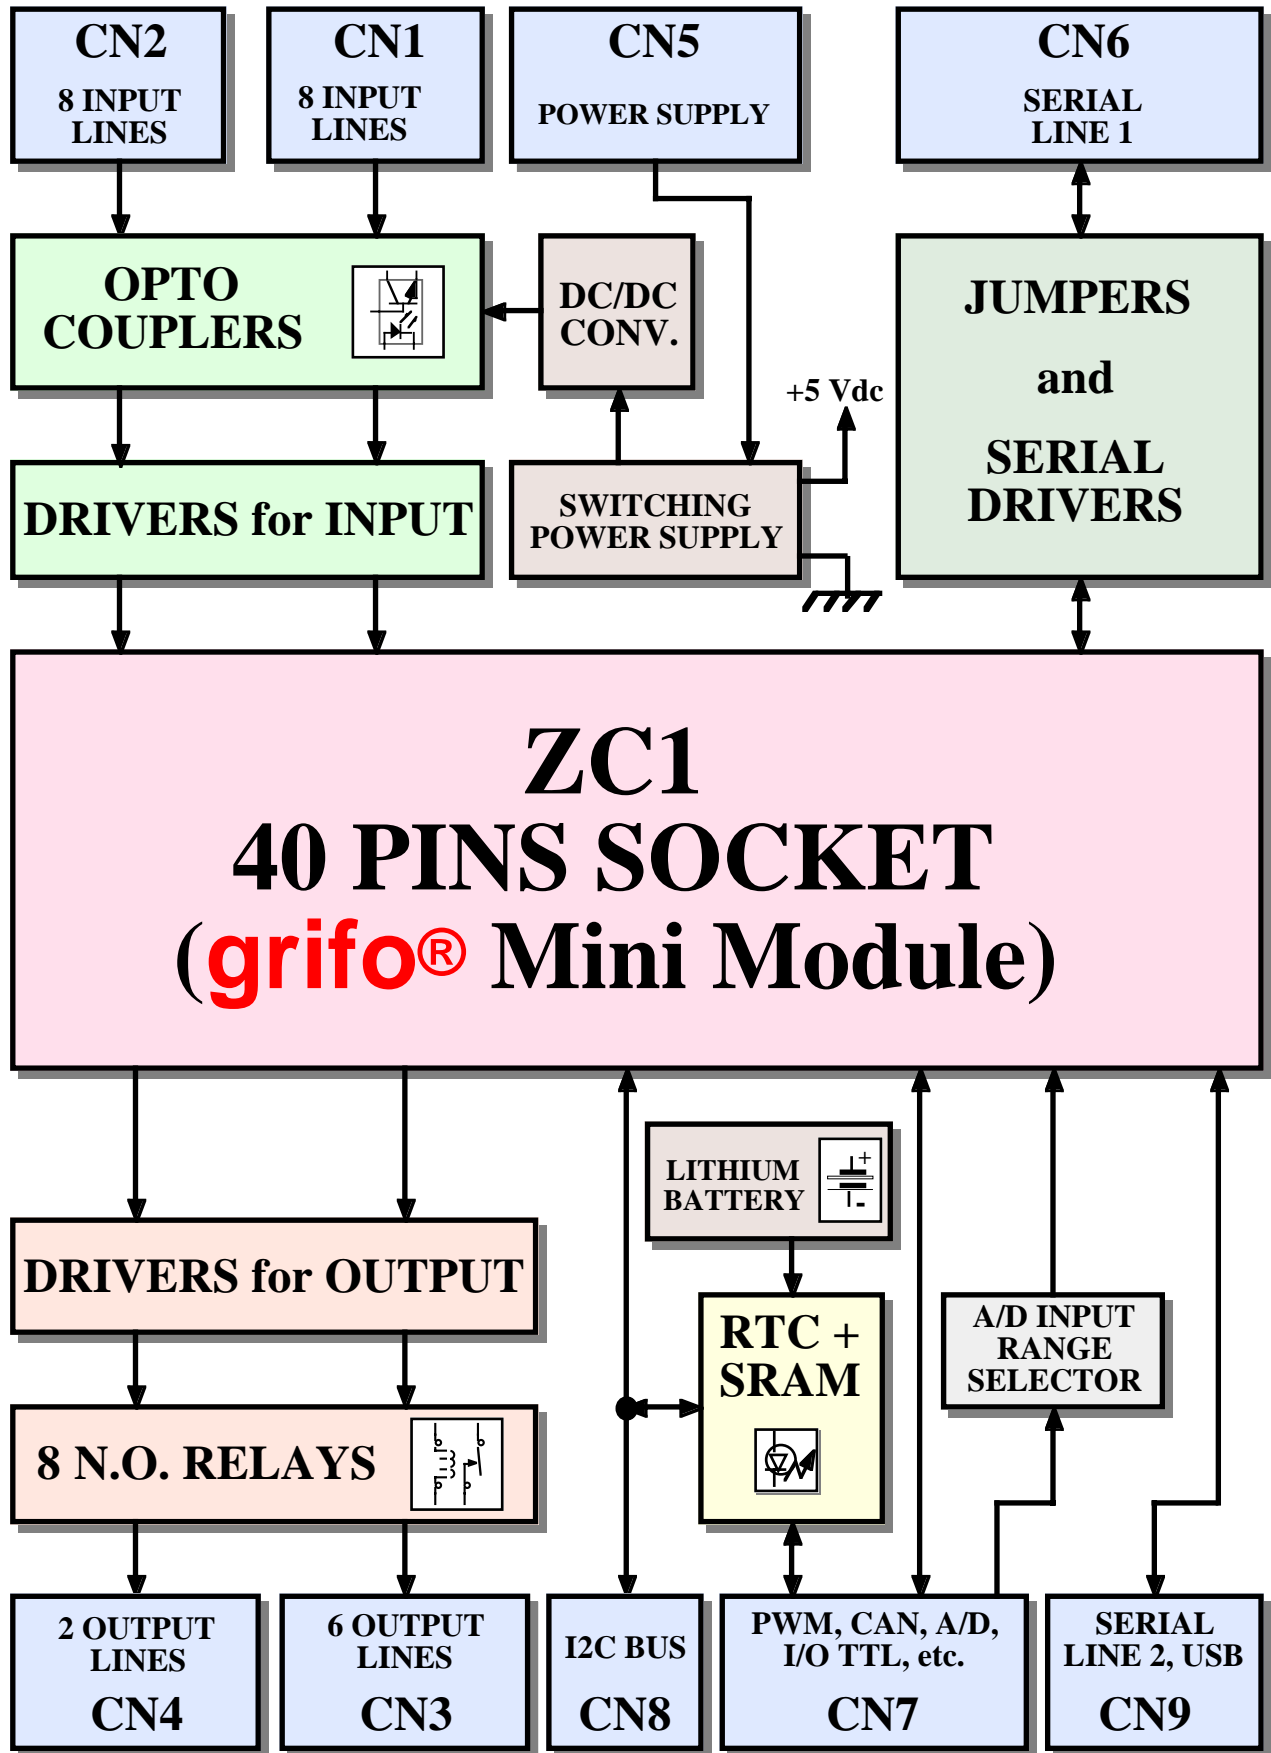 CN2
8 INPUT
LINES
CN1
8 INPUT
LINES
CN5
POWER SUPPLY
CN6
SERIAL
LINE 1
OPTO
COUPLERS
DC/DC
CONV.
+5 Vdc
JUMPERS
and
SERIAL
DRIVERS
DRIVERS for INPUT
SWITCHING
POWER SUPPLY
ZC1
40 PINS SOCKET
(grifo® Mini Module)
LITHIUM
BATTERY
+
-
DRIVERS for OUTPUT
RTC +
SRAM
A/D INPUT
RANGE
SELECTOR
8 N.O. RELAYS
2 OUTPUT
LINES
CN4
6 OUTPUT
LINES
CN3
I2C BUS
CN8
PWM, CAN, A/D,
I/O TTL, etc.
CN7
SERIAL
LINE 2, USB
CN9